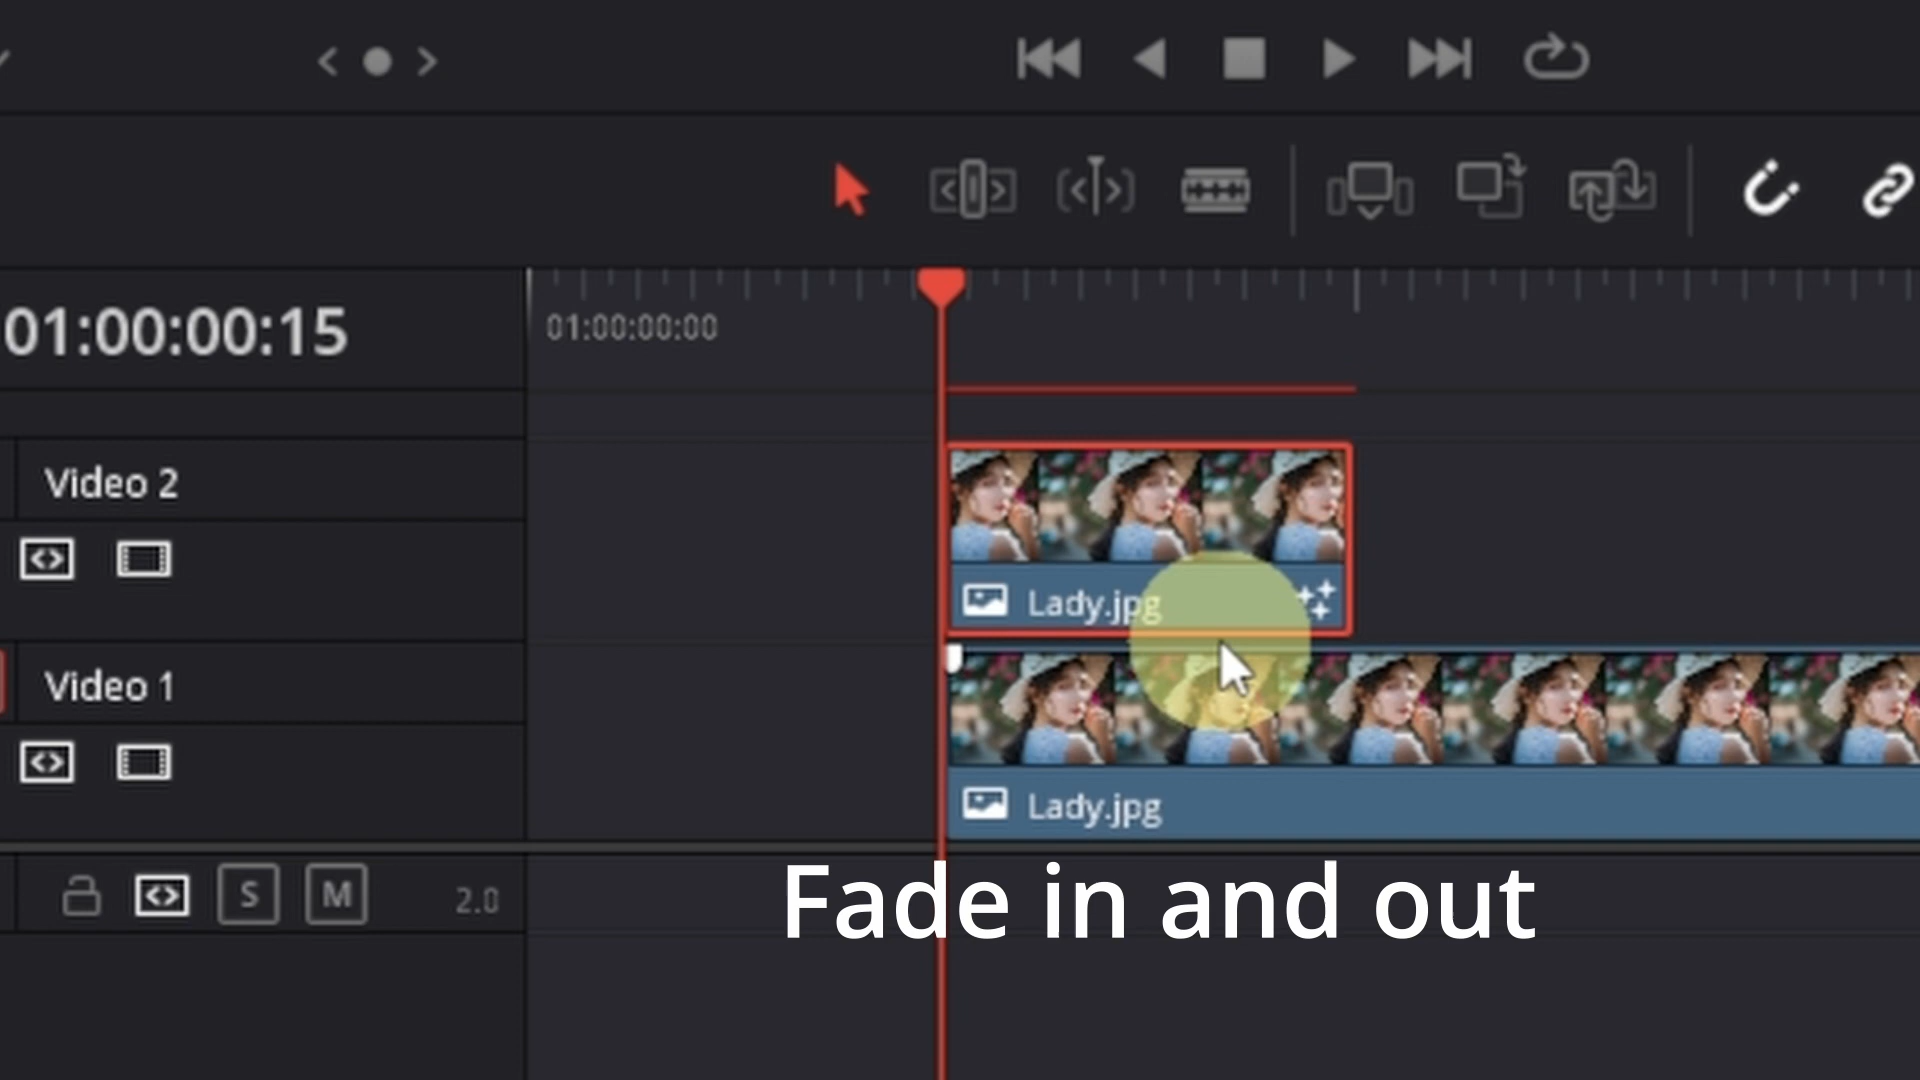 01:00:00:15
01:00:00:00
Video 2
Lady.jpg
Video 1
Lady.jpg
S M 2.0
Fade in and out